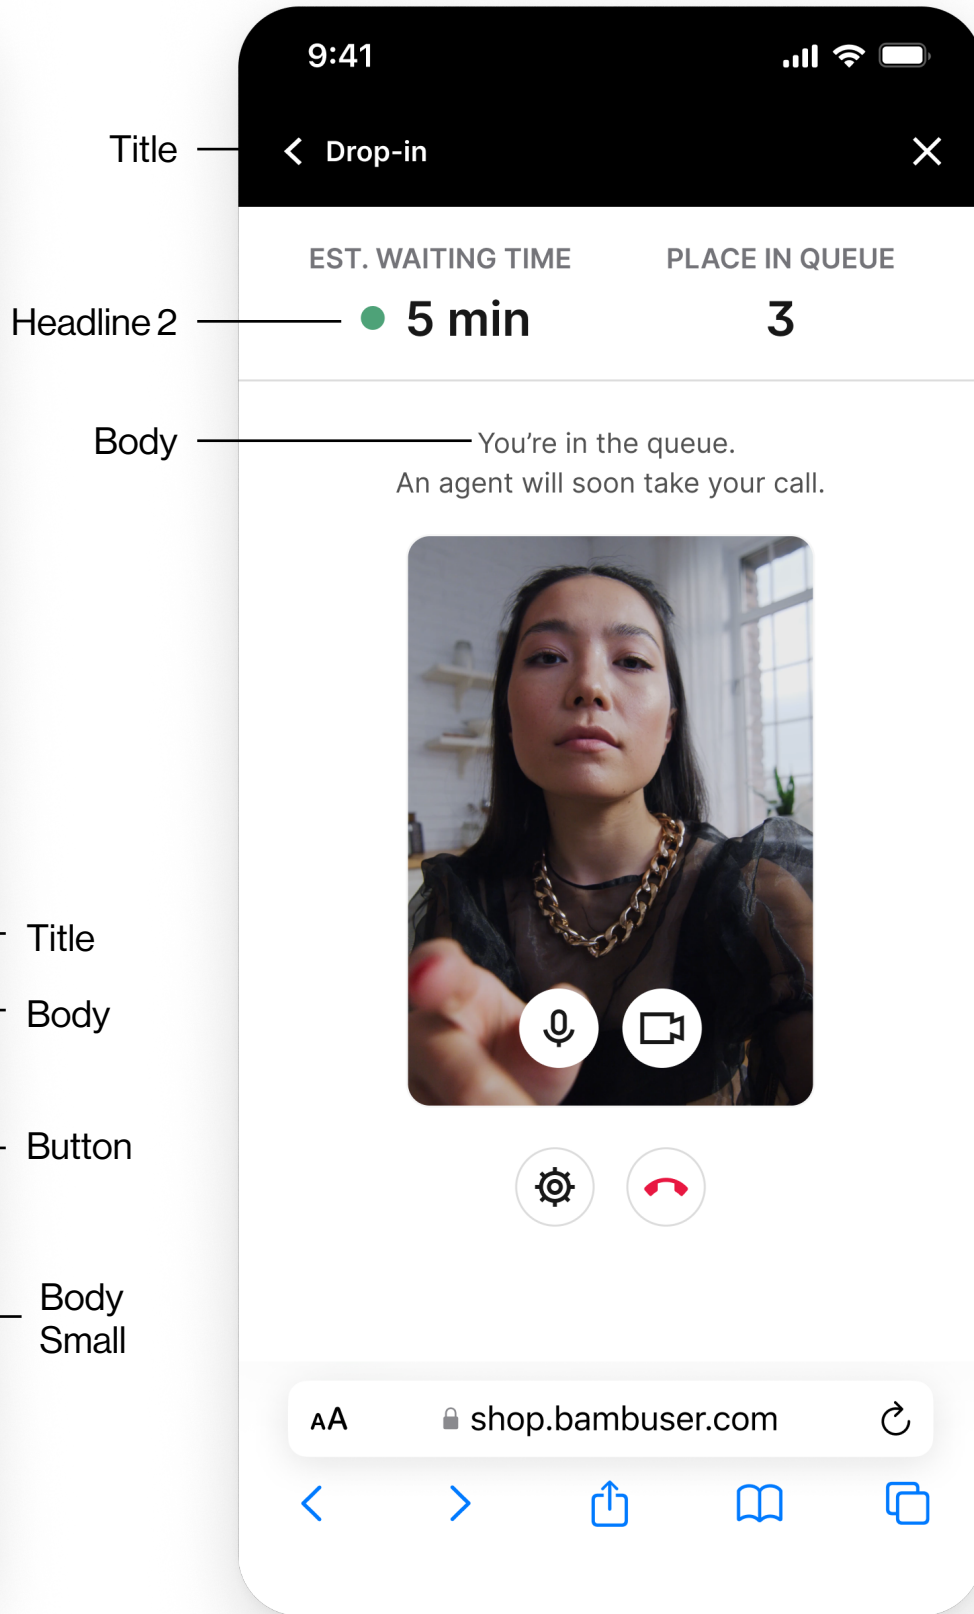 9:41
Title
Drop-in
EST. WAITING TIME
PLACE IN QUEUE
Headline 2
5 min
3
Body
You're in the queue.
An agent will soon take your call.
Title
Body
Button
Body
Small
AA
shop.bambuser.com